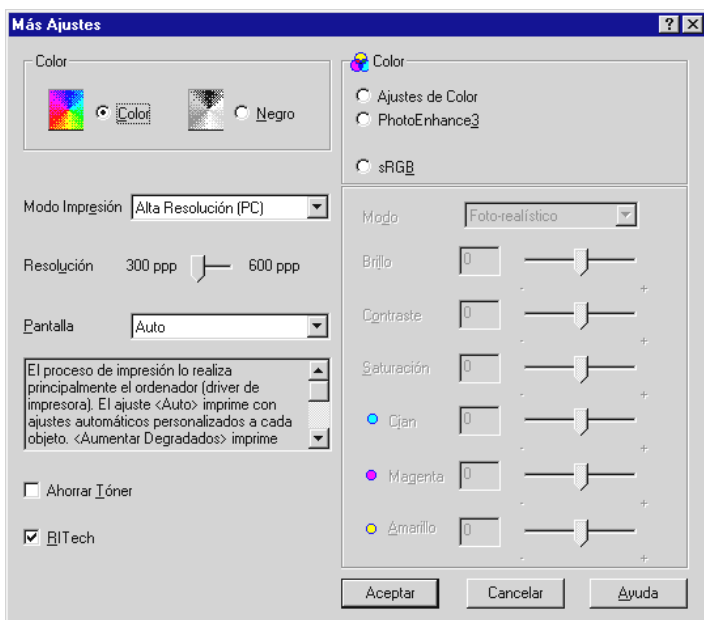 Más Ajustes
Color
Color
Negro
Modo Impresión Alta Resolución (PC)
Resolución 300 ppp 600 ppp
Pantalla Auto
El proceso de impresión lo realiza
principalmente el ordenador (driver de
impresora). El ajuste <Auto> imprime con
ajustes automáticos personalizados a cada
objeto. <Aumentar Degradados> imprime
Ahorrar Tóner
RITech
Color
Ajustes de Color
PhotoEnhance3
sRGB
Modo Foto-realístico
Brillo 0
- +
Contraste 0
- +
Saturación 0
- +
Cjan 0
- +
Magenta 0
- +
Amarillo 0
- +
Aceptar Cancelar Ayuda